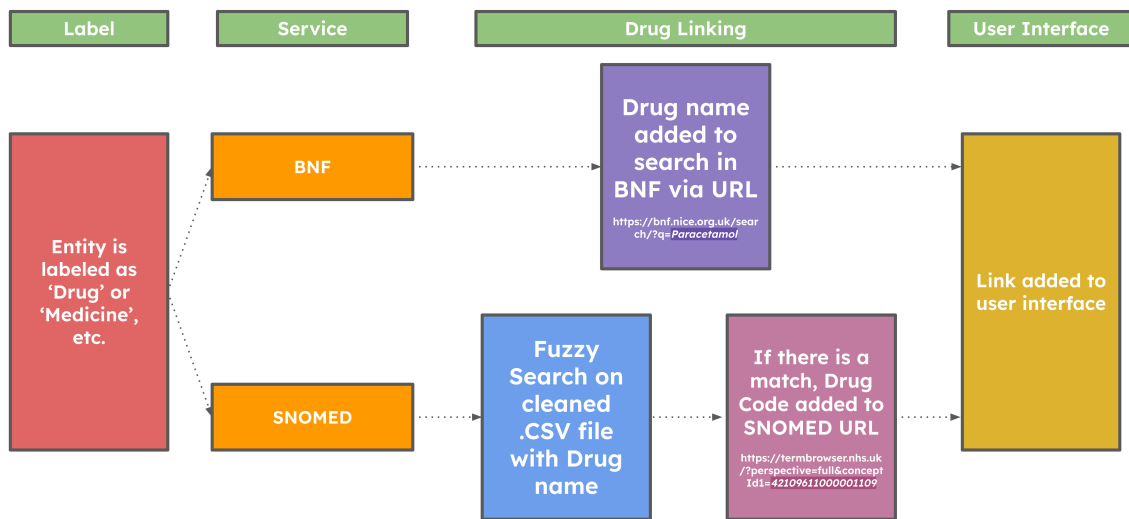 Label
Service
Drug Linking
User Interface
Entity is
labeled as
‘Drug’ or
‘Medicine’,
etc.
BNF
Drug name
added to
search in
BNF via URL
https://bnf.nice.org.uk/sear
ch/?q=Paracetamol
SNOMED
Fuzzy
Search on
cleaned
.CSV file
with Drug
name
If there is a
match, Drug
Code added to
SNOMED URL
https://termbrowser.nhs.uk
/?perspective=full&concept
Id1=42109611000001109
Link added to
user interface